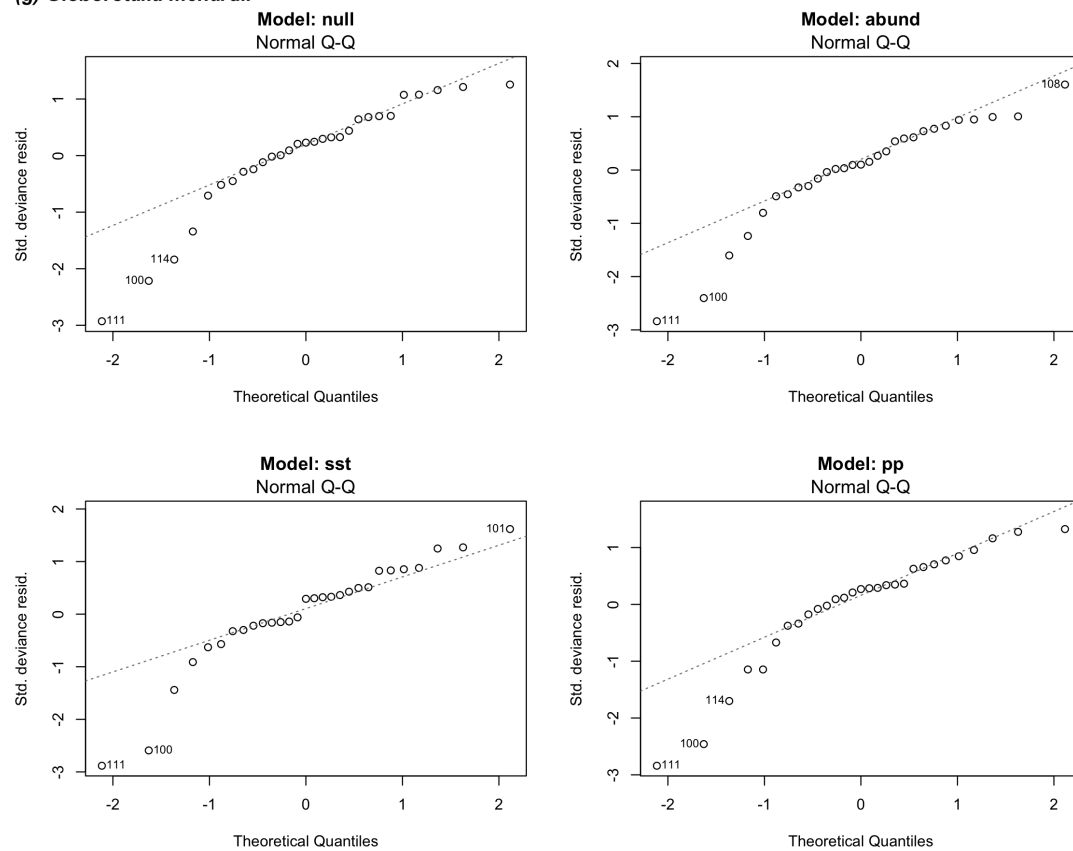 (g) Globorotalia menardii
Model: null
Normal Q-Q
Std. deviance resid.
1
0
-1
-2
-3
114
100
111
-2 -1 0 1 2
Theoretical Quantiles
Model: abund
Normal Q-Q
Std. deviance resid.
2
1
0
-1
-2
-3
108
100
111
-2 -1 0 1 2
Theoretical Quantiles
Model: sst
Normal Q-Q
Std. deviance resid.
2
1
0
-1
-2
-3
101
100
111
-2 -1 0 1 2
Theoretical Quantiles
Model: pp
Normal Q-Q
Std. deviance resid.
1
0
-1
-2
-3
114
100
111
-2 -1 0 1 2
Theoretical Quantiles